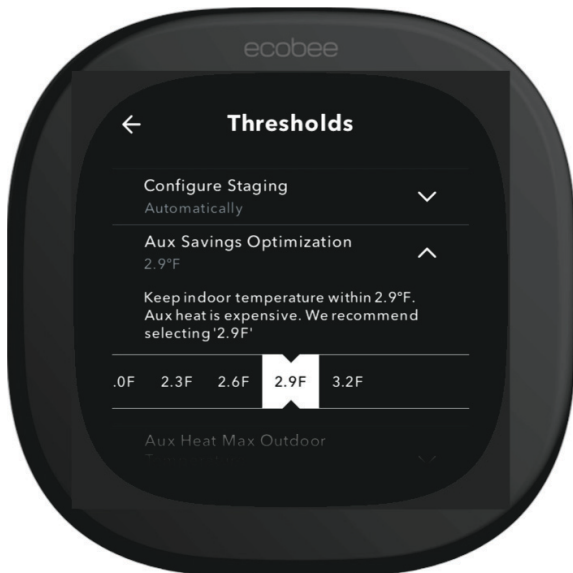 ecobee
Thresholds
Configure Staging
Automatically
Aux Savings Optimization
2.9°F
Keep indoor temperature within 2.9°F.
Aux heat is expensive. We recommend
selecting '2.9F'
.0F 2.3F 2.6F 2.9F 3.2F
Aux Heat Max Outdoor